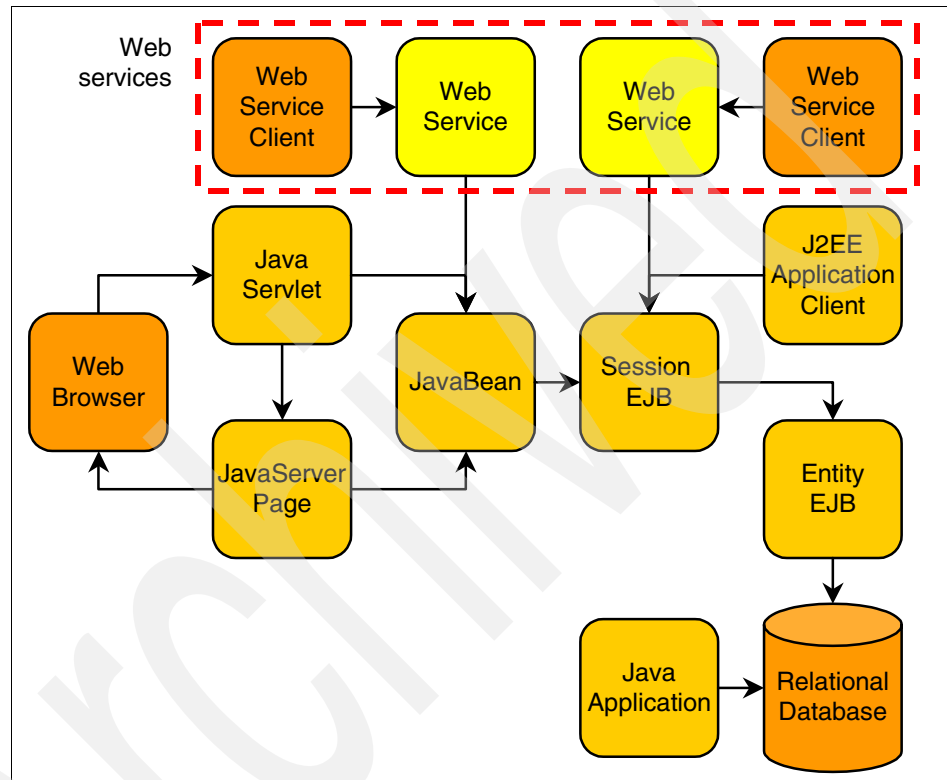 Web
services
Web
Service
Client
Web
Service
Web
Service
Web
Service
Client
Java
Servlet
J2EE
Application
Client
Web
Browser
JavaBean
Session
EJB
JavaServer
Page
Entity
EJB
Java
Application
Relational
Database
rchived